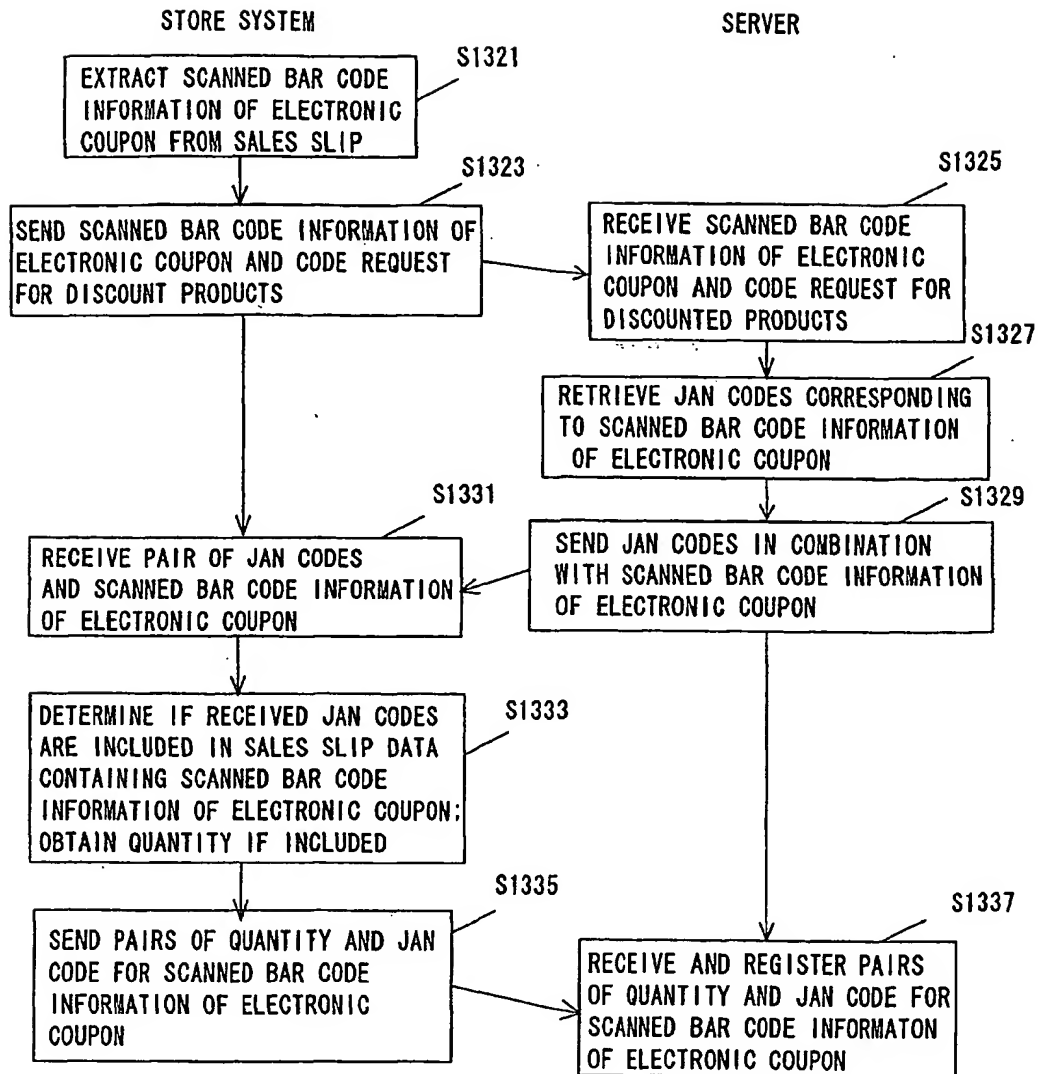 STORE SYSTEM
SERVER
S1321
EXTRACT SCANNED BAR CODE
INFORMATION OF ELECTRONIC
COUPON FROM SALES SLIP
S1323
SEND SCANNED BAR CODE INFORMATION OF
ELECTRONIC COUPON AND CODE REQUEST
FOR DISCOUNT PRODUCTS
S1325
RECEIVE SCANNED BAR CODE
INFORMATION OF ELECTRONIC
COUPON AND CODE REQUEST FOR
DISCOUNTED PRODUCTS
S1327
RETRIEVE JAN CODES CORRESPONDING
TO SCANNED BAR CODE INFORMATION
OF ELECTRONIC COUPON
S1329
SEND JAN CODES IN COMBINATION
WITH SCANNED BAR CODE INFORMATION
OF ELECTRONIC COUPON
S1331
RECEIVE PAIR OF JAN CODES
AND SCANNED BAR CODE INFORMATION
OF ELECTRONIC COUPON
S1333
DETERMINE IF RECEIVED JAN CODES
ARE INCLUDED IN SALES SLIP DATA
CONTAINING SCANNED BAR CODE
INFORMATION OF ELECTRONIC COUPON;
OBTAIN QUANTITY IF INCLUDED
S1335
SEND PAIRS OF QUANTITY AND JAN
CODE FOR SCANNED BAR CODE
INFORMATION OF ELECTRONIC
COUPON
S1337
RECEIVE AND REGISTER PAIRS
OF QUANTITY AND JAN CODE FOR
SCANNED BAR CODE INFORMATON
OF ELECTRONIC COUPON